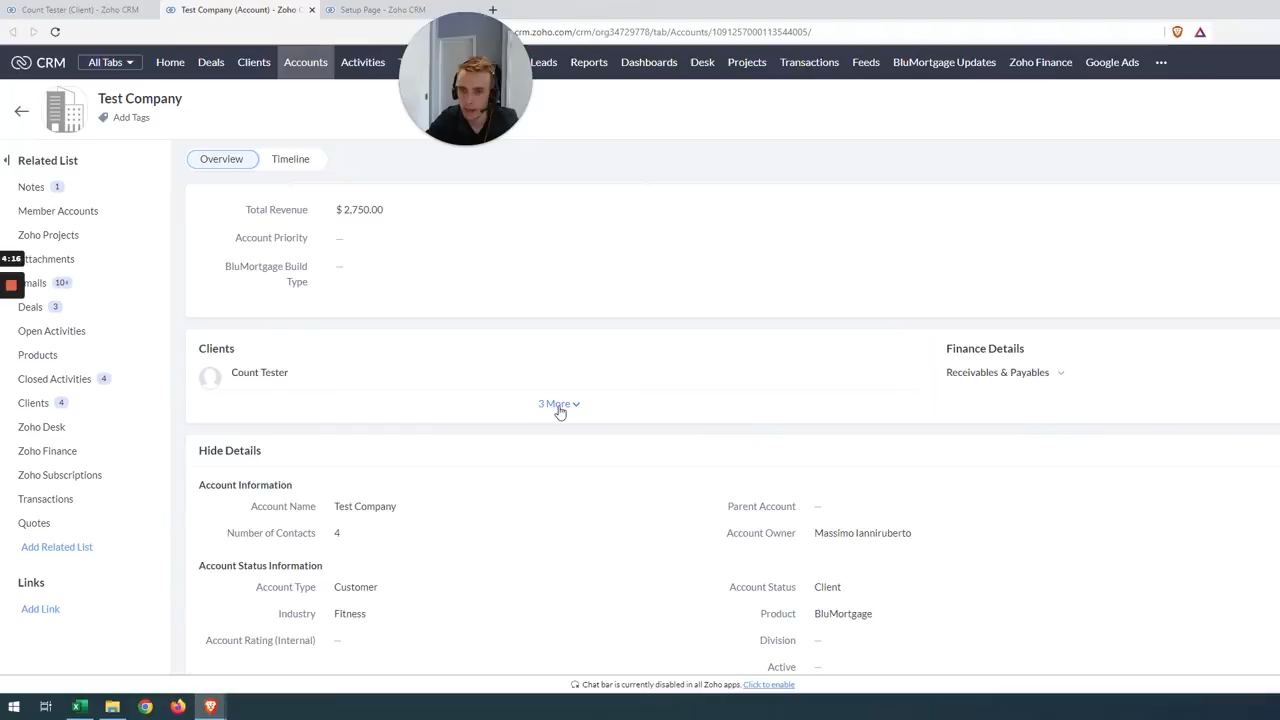 Count Tester (Client) - Zoho CRM
Test Company (Account) - Zoho C
Setup Page - Zoho CRM
crm.zoho.com/crm/org34729778/tab/Accounts/1091257000113544005/
CRM
All Tabs
Home
Deals
Clients
Accounts
Activities
Leads
Reports
Dashboards
Desk
Projects
Transactions
Feeds
BluMortgage Updates
Zoho Finance
Google Ads
Test Company
Add Tags
Related List
Notes 1
Member Accounts
Zoho Projects
4:16
ttachments
mails 10+
Deals 3
Open Activities
Products
Closed Activities 4
Clients 4
Zoho Desk
Zoho Finance
Zoho Subscriptions
Transactions
Quotes
Add Related List
Links
Add Link
Overview
Timeline
Total Revenue $ 2,750.00
Account Priority —
BluMortgage Build
Type —
Clients
Count Tester
3 More
Finance Details
Receivables & Payables
Hide Details
Account Information
Account Name Test Company
Parent Account —
Number of Contacts 4
Account Owner Massimo Ianniruberto
Account Status Information
Account Type Customer
Account Status Client
Industry Fitness
Product BluMortgage
Account Rating (Internal) —
Division —
Active —
Chat bar is currently disabled in all Zoho apps. Click to enable